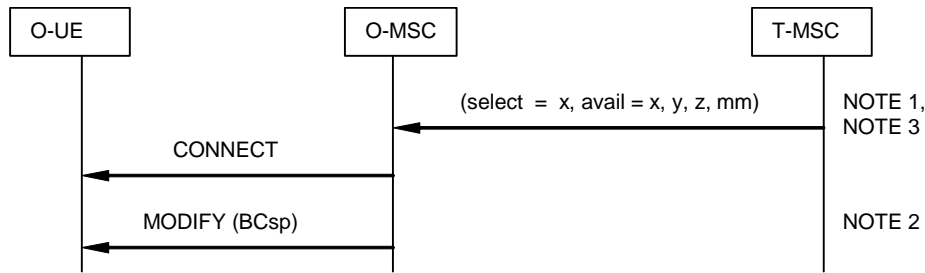 O-UE
O-MSC
T-MSC
(select = x, avail = x, y, z, mm)
NOTE 1,
NOTE 3
CONNECT
MODIFY (BCsp)
NOTE 2